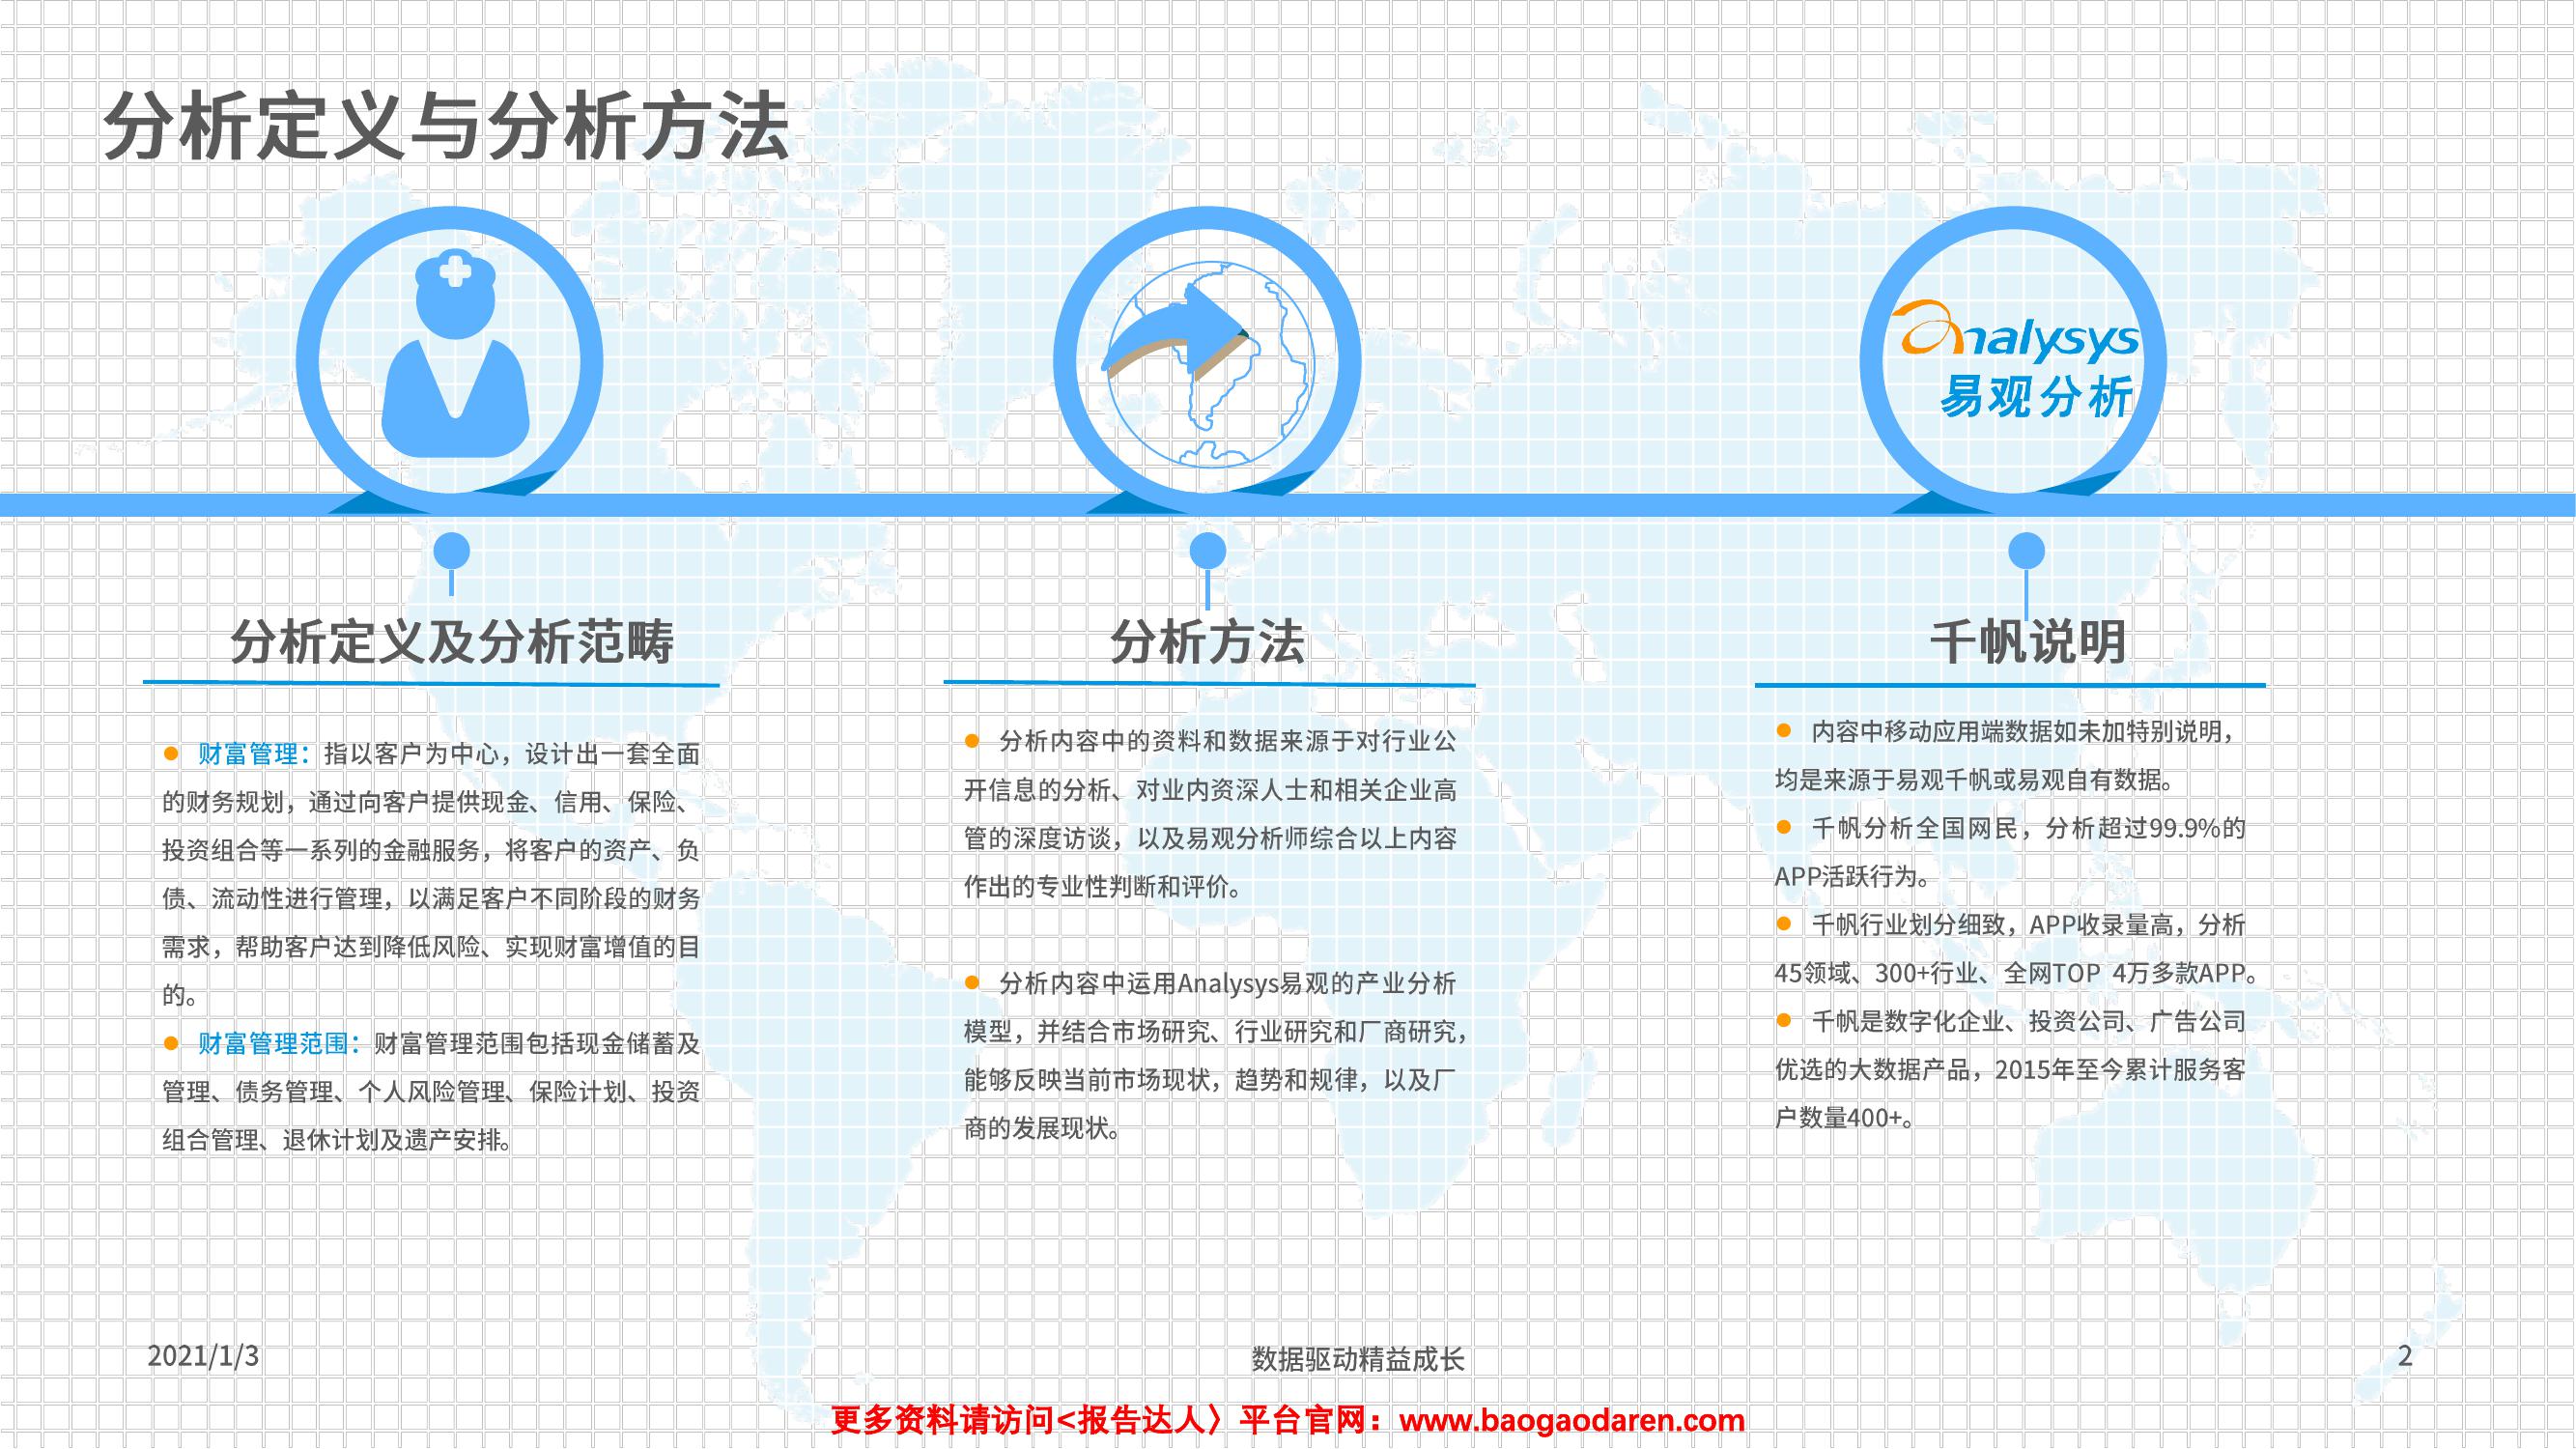 分析定义与分析方法
analysys
易观分析
分析定义及分析范畴
● 财富管理：指以客户为中心，设计出一套全面
的财务规划，通过向客户提供现金、信用、保险、
投资组合等一系列的金融服务，将客户的资产、负
债、流动性进行管理，以满足客户不同阶段的财务
需求，帮助客户达到降低风险、实现财富增值的目
的。
● 财富管理范围：财富管理范围包括现金储蓄及
管理、债务管理、个人风险管理、保险计划、投资
组合管理、退休计划及遗产安排。
分析方法
● 分析内容中的资料和数据来源于对行业公
开信息的分析、对业内资深人士和相关企业高
管的深度访谈，以及易观分析师综合以上内容
作出的专业性判断和评价。
● 分析内容中运用Analysys易观的产业分析
模型，并结合市场研究、行业研究和厂商研究，
能够反映当前市场现状，趋势和规律，以及厂
商的发展现状。
千帆说明
● 内容中移动应用端数据如未加特别说明，
均是来源于易观千帆或易观自有数据。
● 千帆分析全国网民，分析超过99.9%的
APP活跃行为。
● 千帆行业划分细致，APP收录量高，分析
45领域、300+行业、全网TOP 4万多款APP。
● 千帆是数字化企业、投资公司、广告公司
优选的大数据产品，2015年至今累计服务客
户数量400+。
2021/1/3
数据驱动精益成长
2
更多资料请访问<报告达人〉平台官网：www.baogaodaren.com